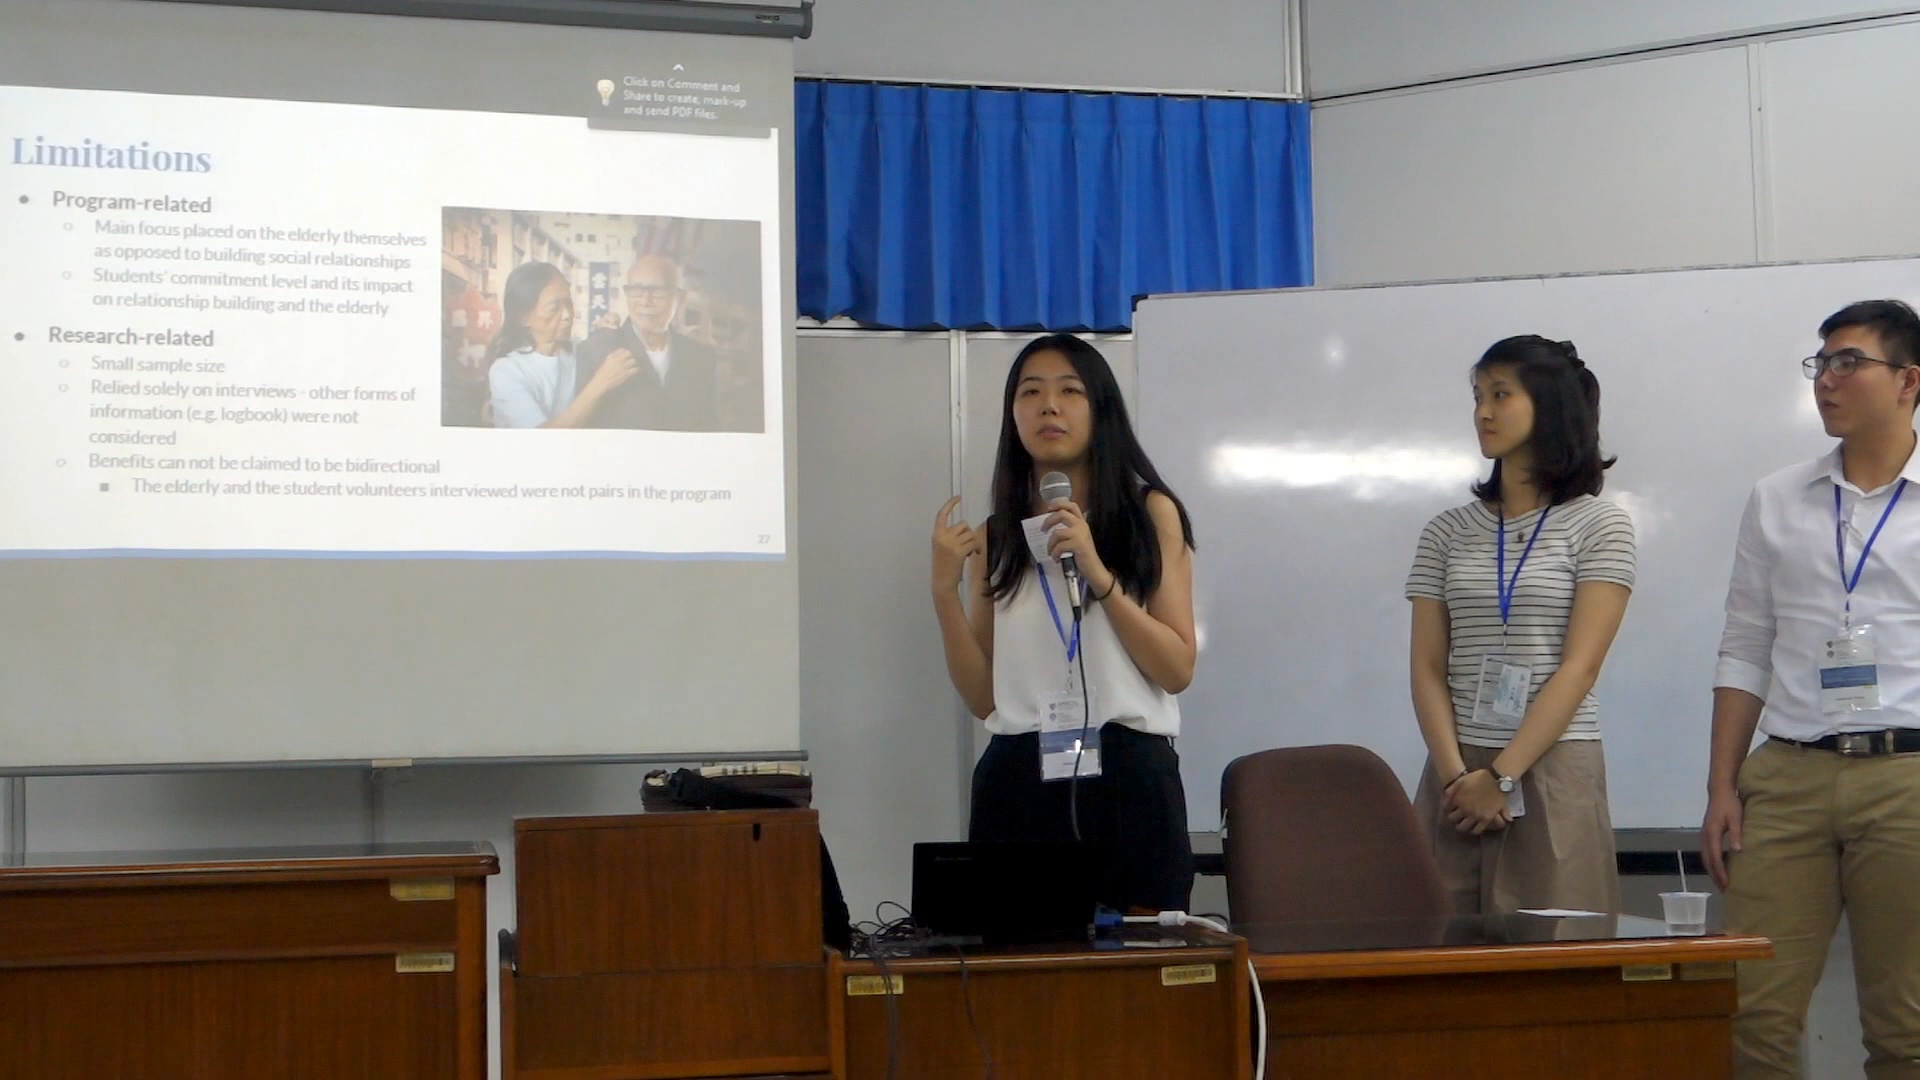 Click on Comment and
Share to create, mark-up
and send PDF files.
Limitations
● Program-related
○ Main focus placed on the elderly themselves
as opposed to building social relationships
○ Students' commitment level and its impact
on relationship building and the elderly
● Research-related
○ Small sample size
○ Relied solely on interviews - other forms of
information (e.g. logbook) were not
considered
○ Benefits can not be claimed to be bidirectional
■ The elderly and the student volunteers interviewed were not pairs in the program
27